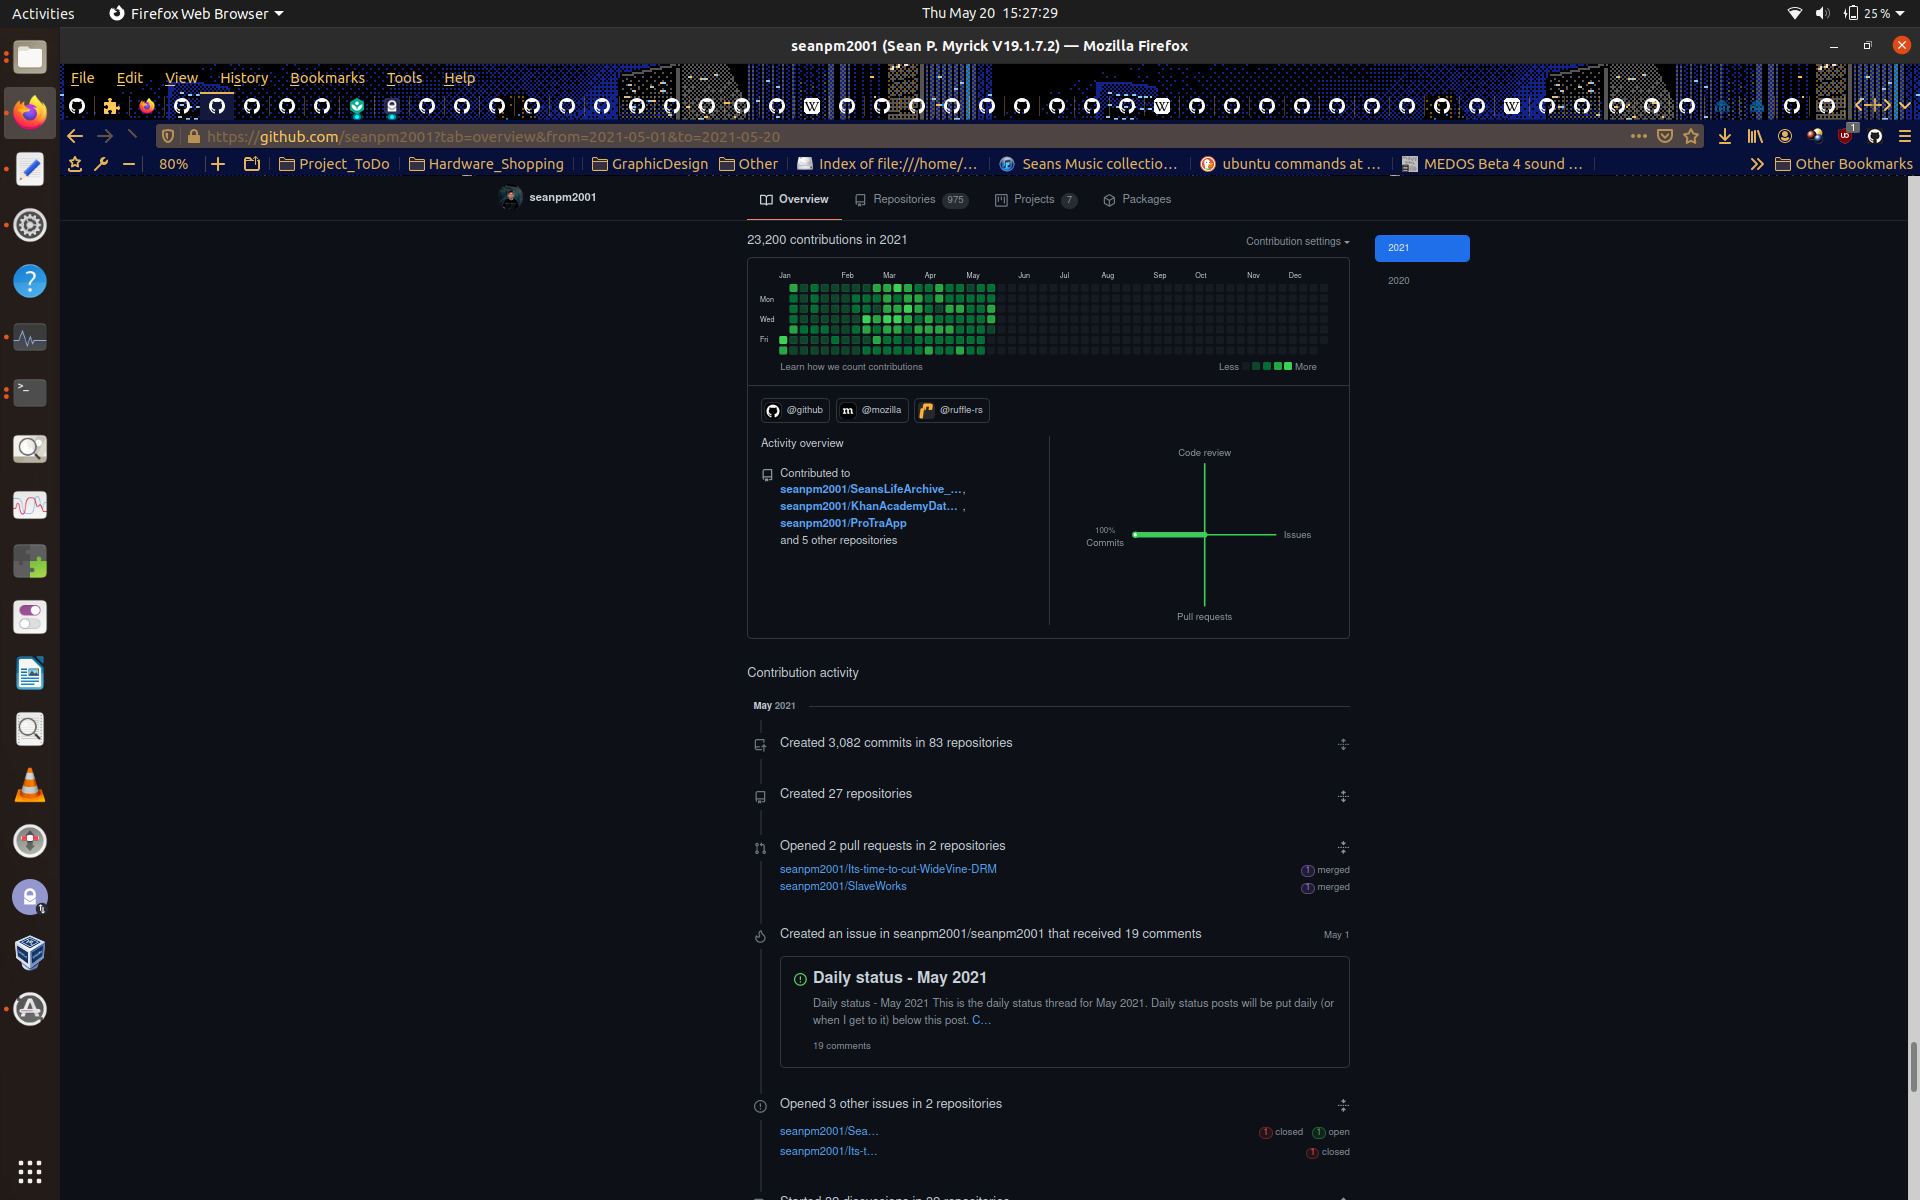 Activities
Firefox Web Browser
Thu May 20 15:27:29
25 %
seanpm2001 (Sean P. Myrick V19.1.7.2) — Mozilla Firefox
File Edit View History Bookmarks Tools Help
https://github.com/seanpm2001?tab=overview&from=2021-05-01&to=2021-05-20
1
80%
Project_ToDo
Hardware_Shopping
GraphicDesign
Other
Index of file:///home/…
Seans Music collectio…
ubuntu commands at …
MEDOS Beta 4 sound …
Other Bookmarks
seanpm2001
Overview
Repositories 975
Projects 7
Packages
23,200 contributions in 2021
Contribution settings
2021
2020
Jan Feb Mar Apr May Jun Jul Aug Sep Oct Nov Dec
Mon
Wed
Fri
Learn how we count contributions
Less More
@github
@mozilla
@ruffle-rs
Activity overview
Contributed to
seanpm2001/SeansLifeArchive_…,
seanpm2001/KhanAcademyDat… ,
seanpm2001/ProTraApp
and 5 other repositories
Code review
100%
Commits
Issues
Pull requests
Contribution activity
May 2021
Created 3,082 commits in 83 repositories
Created 27 repositories
Opened 2 pull requests in 2 repositories
seanpm2001/Its-time-to-cut-WideVine-DRM 1 merged
seanpm2001/SlaveWorks 1 merged
Created an issue in seanpm2001/seanpm2001 that received 19 comments May 1
Daily status - May 2021
Daily status - May 2021 This is the daily status thread for May 2021. Daily status posts will be put daily (or
when I get to it) below this post. C…
19 comments
Opened 3 other issues in 2 repositories
seanpm2001/Sea… 1 closed 1 open
seanpm2001/Its-t… 1 closed